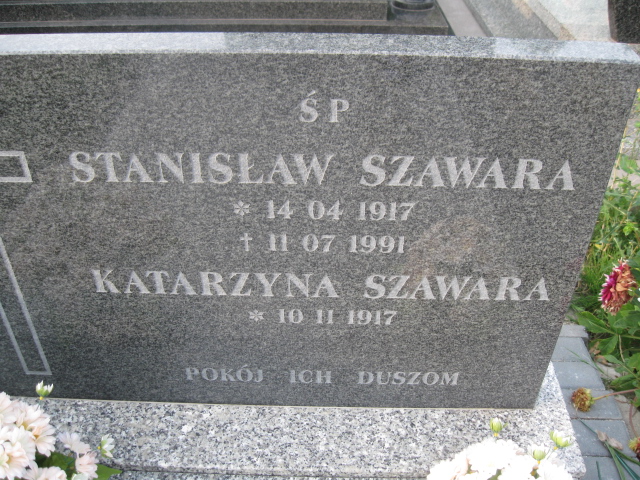 ŚP
STANISŁAW SZAWARA
* 14 04 1917
† 11 07 1991
KATARZYNA SZAWARA
* 10 11 1917
POKÓJ ICH DUSZOM